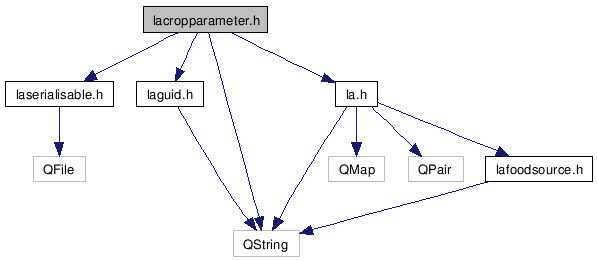 lacropparameter.h
laserialisable.h
laguid.h
la.h
QFile
QMap
QPair
lafoodsource.h
QString